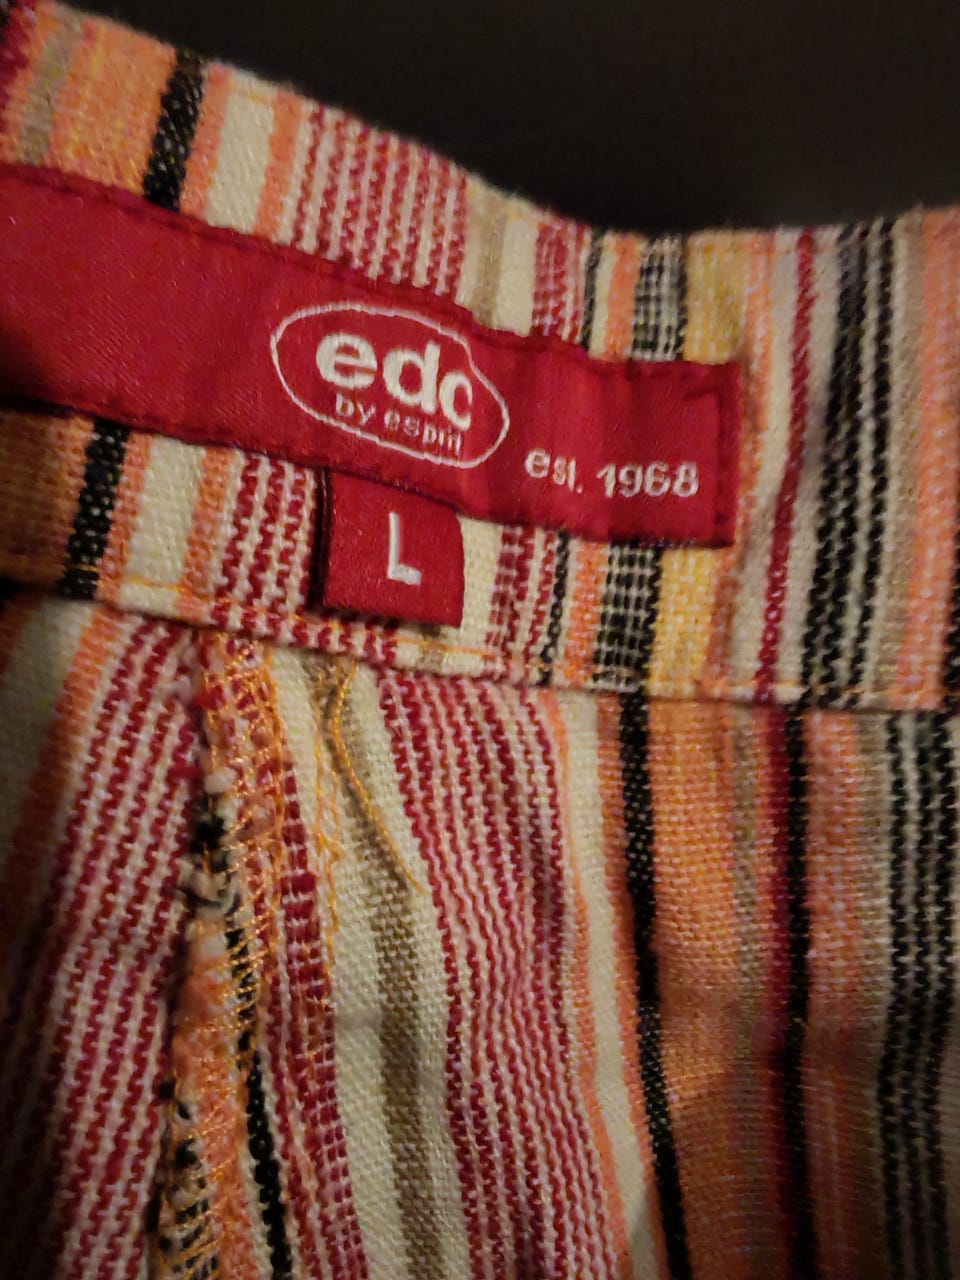 edc
by esprit
est. 1968
L